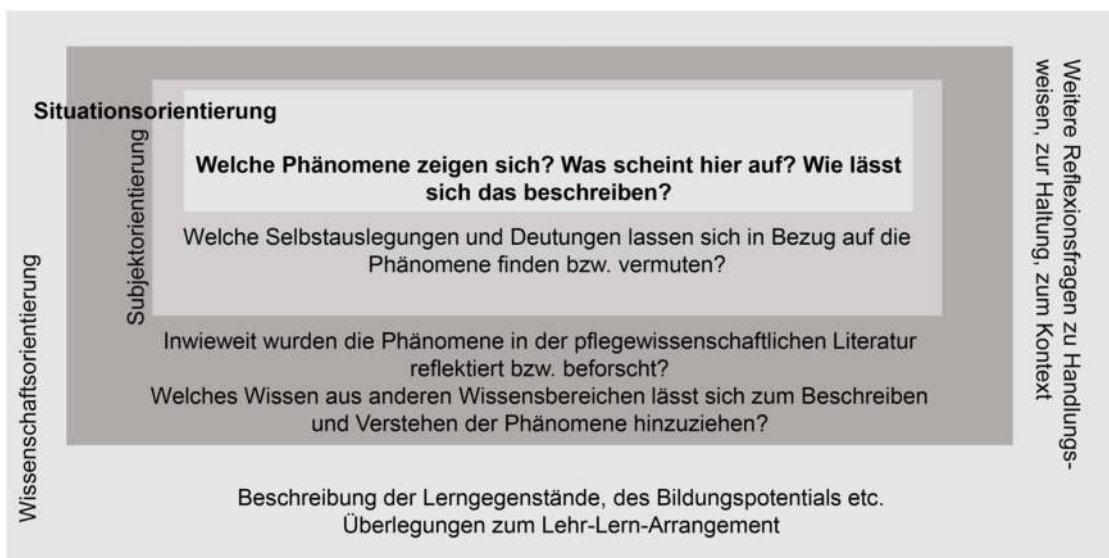 Situationsorientierung
Welche Phänomene zeigen sich? Was scheint hier auf? Wie lässt
sich das beschreiben?
Subjektorientierung
Welche Selbstauslegungen und Deutungen lassen sich in Bezug auf die
Phänomene finden bzw. vermuten?
Wissenschaftsorientierung
Inwieweit wurden die Phänomene in der pflegewissenschaftlichen Literatur
reflektiert bzw. beforscht?
Welches Wissen aus anderen Wissensbereichen lässt sich zum Beschreiben
und Verstehen der Phänomene hinzuziehen?
Beschreibung der Lerngegenstände, des Bildungspotentials etc.
Überlegungen zum Lehr-Lern-Arrangement
Weitere Reflexionsfragen zu Handlungs-
weisen, zur Haltung, zum Kontext